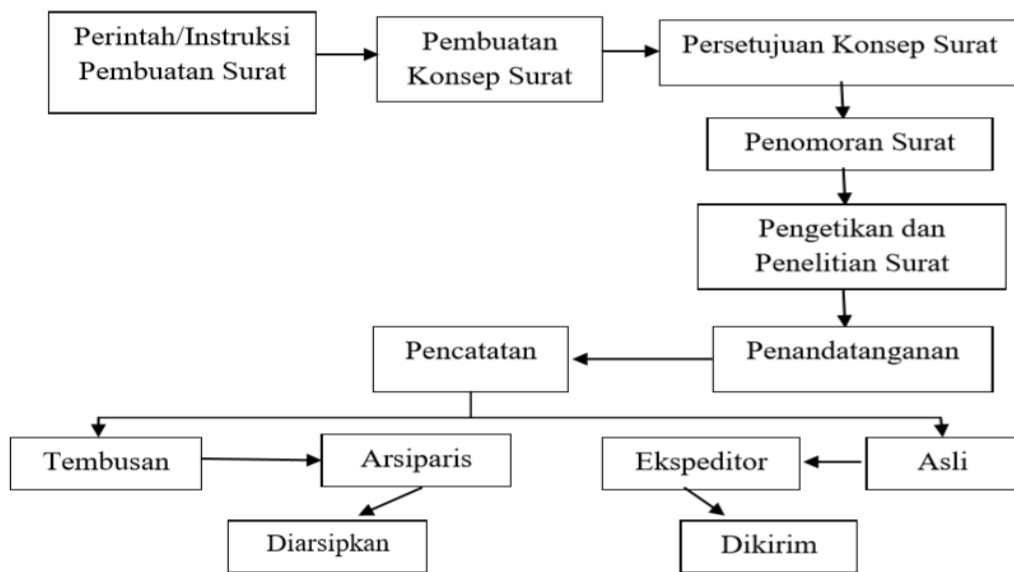 Perintah/Instruksi
Pembuatan Surat
Pembuatan
Konsep Surat
Persetujuan Konsep Surat
Penomoran Surat
Pengetikan dan
Penelitian Surat
Penandatanganan
Pencatatan
Tembusan
Arsiparis
Ekspeditor
Asli
Diarsipkan
Dikirim